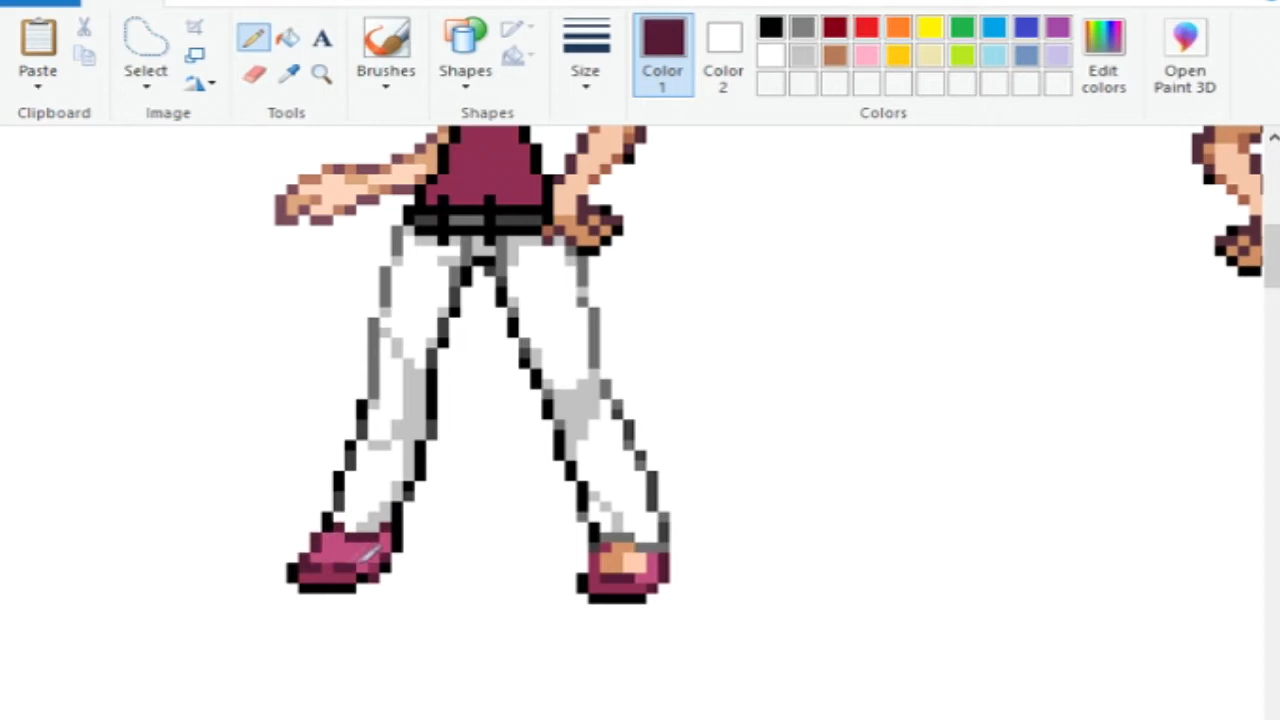 Paste
Select
A
Brushes
Shapes
Size
Color 1
Color 2
Edit colors
Open Paint 3D
Clipboard
Image
Tools
Shapes
Colors